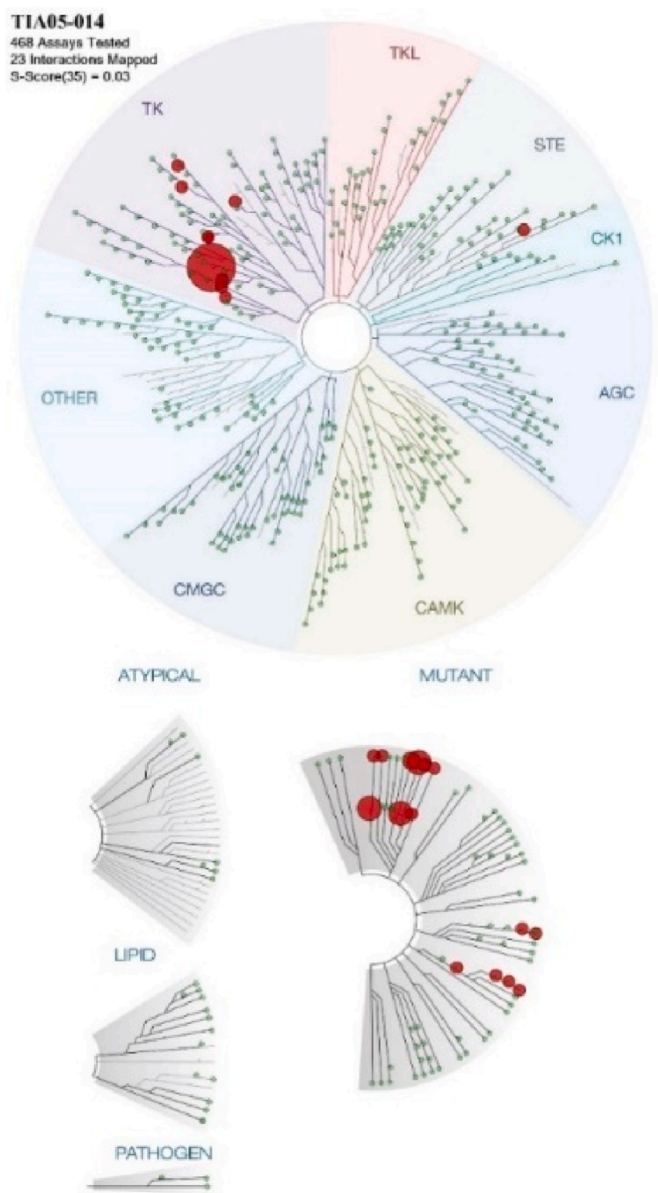 TIA05-014
468 Assays Tested
23 Interactions Mapped
S-Score(35) = 0.03
TKL
TK
STE
CK1
AGC
OTHER
CMGC
CAMK
ATYPICAL
MUTANT
LIPID
PATHOGEN